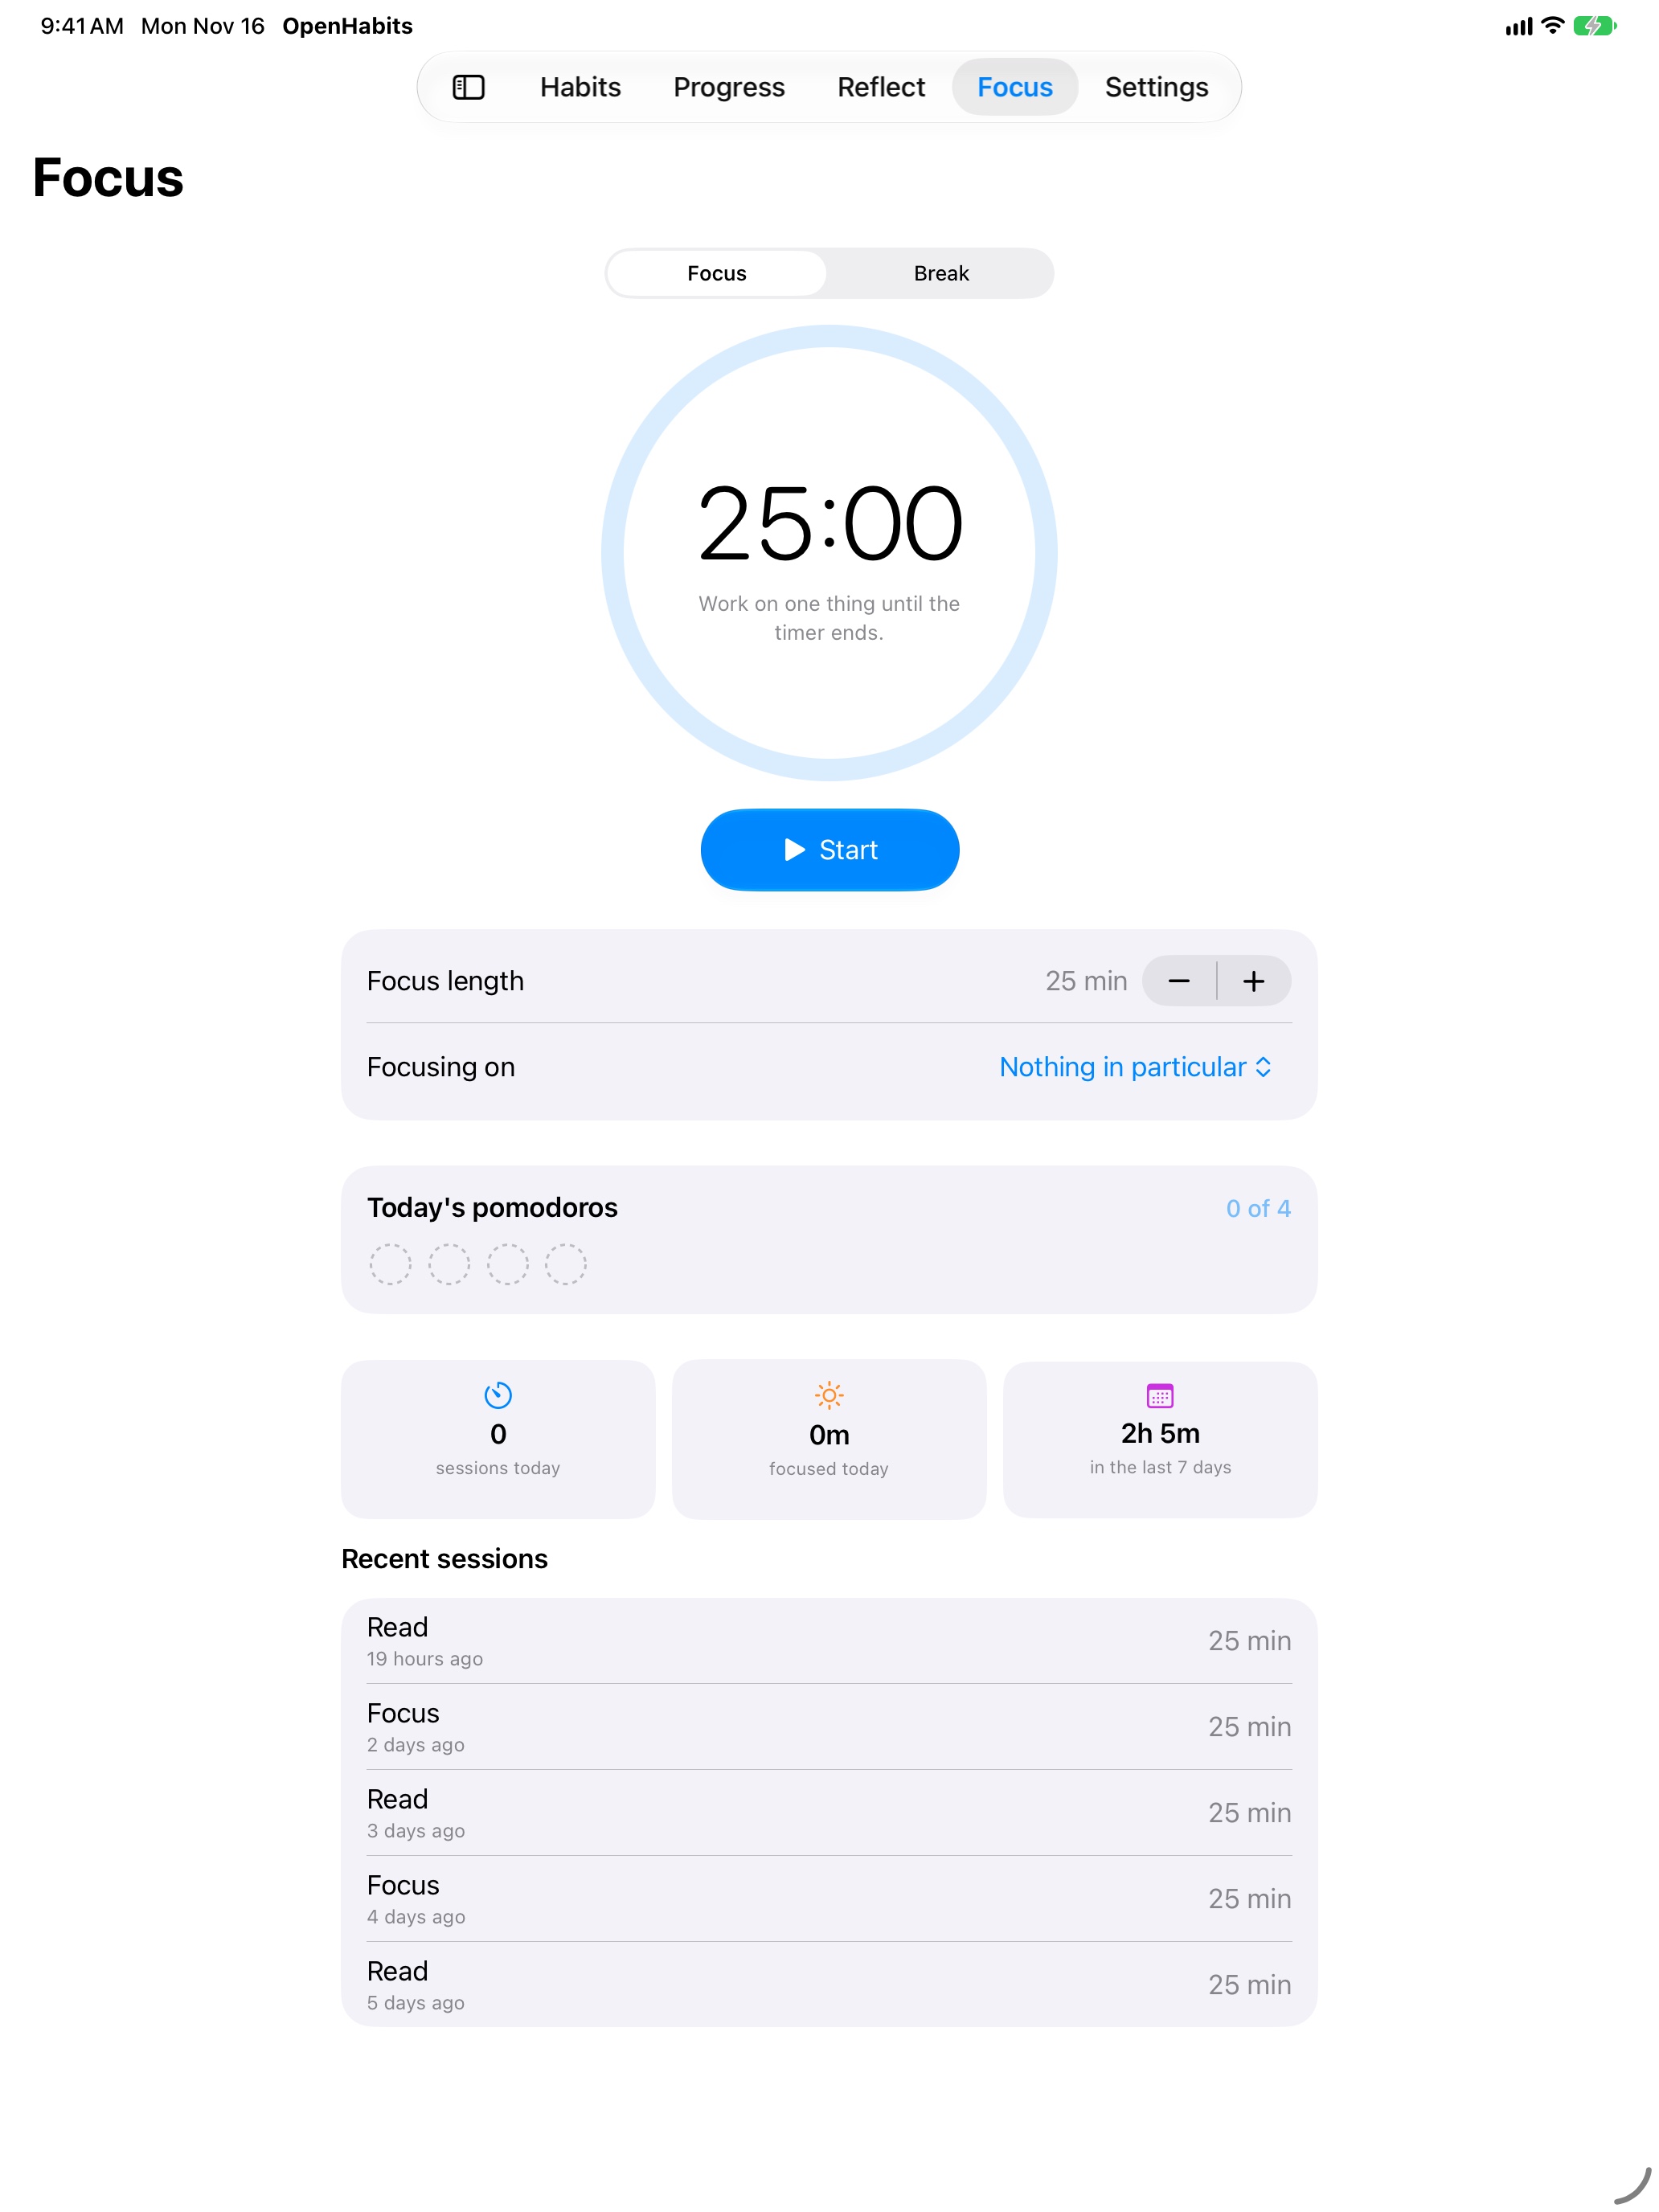 9:41 AM Mon Nov 16 OpenHabits
Habits Progress Reflect Focus Settings
Focus
Focus Break
25:00
Work on one thing until the
timer ends.
Start
Focus length 25 min
Focusing on Nothing in particular
Today's pomodoros 0 of 4
0
sessions today
0m
focused today
2h 5m
in the last 7 days
Recent sessions
Read
19 hours ago
25 min
Focus
2 days ago
25 min
Read
3 days ago
25 min
Focus
4 days ago
25 min
Read
5 days ago
25 min